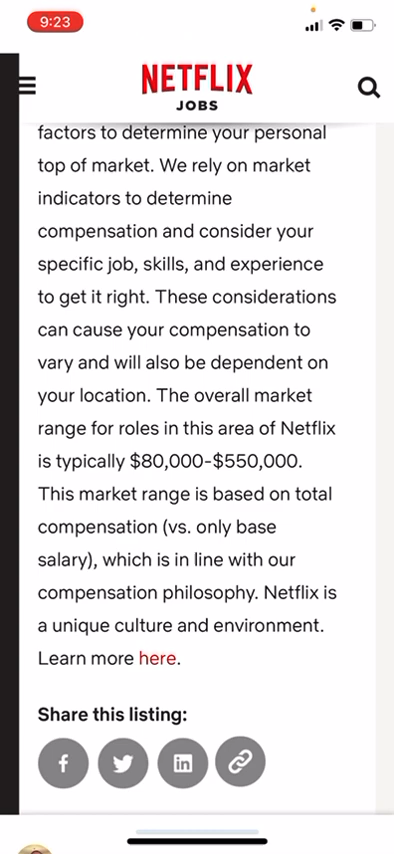 9:23
NETFLIX
JOBS
factors to determine your personal
top of market. We rely on market
indicators to determine
compensation and consider your
specific job, skills, and experience
to get it right. These considerations
can cause your compensation to
vary and will also be dependent on
your location. The overall market
range for roles in this area of Netflix
is typically $80,000-$550,000.
This market range is based on total
compensation (vs. only base
salary), which is in line with our
compensation philosophy. Netflix is
a unique culture and environment.
Learn more here.
Share this listing:
f
in